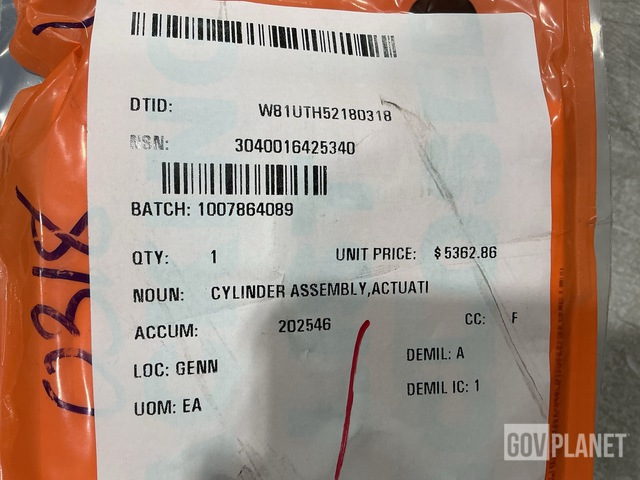 DTID: W81UTH52180318
NSN: 3040016425340
BATCH: 1007864089
QTY: 1 UNIT PRICE: $ 5362.86
NOUN: CYLINDER ASSEMBLY,ACTUATI
ACCUM: 202546 CC: F
LOC: GENN DEMIL: A
UOM: EA DEMIL IC: 1
0318
GOVPLANET